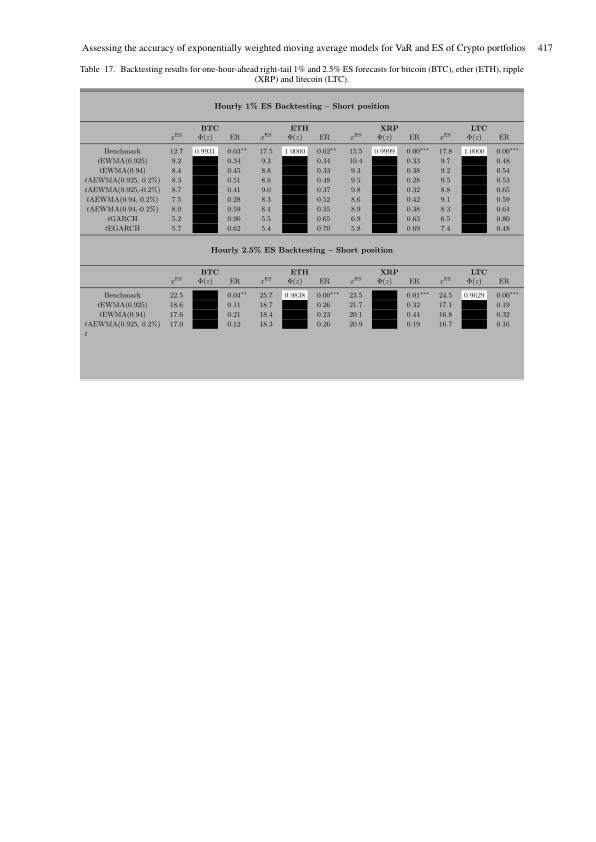 Assessing the accuracy of exponentially weighted moving average models for VaR and ES of Crypto portfolios 417
Table 17. Backtesting results for one-hour-ahead right-tail 1% and 2.5% ES forecasts for bitcoin (BTC), ether (ETH), ripple
(XRP) and litecoin (LTC).
Hourly 1% ES Backtesting – Short position
BTC ETH XRP LTC
x^ES Φ(z) ER x^ES Φ(z) ER x^ES Φ(z) ER x^ES Φ(z) ER
Benchmark 12.7 0.9931 0.03** 17.5 1.0000 0.02** 15.5 0.9999 0.00*** 17.8 1.0000 0.00***
tEWMA(0.925) 9.2 0.34 9.3 0.34 10.4 0.33 9.7 0.48
tEWMA(0.94) 8.4 0.45 8.8 0.33 9.3 0.38 9.2 0.54
tAEWMA(0.925, 0.2%) 8.3 0.51 8.8 0.48 9.5 0.28 9.5 0.53
tAEWMA(0.925,-0.2%) 8.7 0.41 9.0 0.37 9.8 0.32 8.8 0.65
tAEWMA(0.94, 0.2%) 7.5 0.28 8.3 0.52 8.6 0.42 9.1 0.59
tAEWMA(0.94,-0.2%) 8.0 0.59 8.4 0.35 8.9 0.38 8.3 0.64
tGARCH 5.2 0.90 5.5 0.65 6.9 0.63 6.5 0.80
tEGARCH 5.7 0.62 5.4 0.70 5.8 0.69 7.4 0.48
Hourly 2.5% ES Backtesting – Short position
BTC ETH XRP LTC
x^ES Φ(z) ER x^ES Φ(z) ER x^ES Φ(z) ER x^ES Φ(z) ER
Benchmark 22.5 0.04** 25.7 0.9838 0.00*** 23.5 0.01*** 24.5 0.9629 0.00***
tEWMA(0.925) 18.6 0.11 18.7 0.26 21.7 0.32 17.1 0.19
tEWMA(0.94) 17.6 0.21 18.4 0.23 20.1 0.44 16.8 0.32
tAEWMA(0.925, 0.2%) 17.0 0.12 18.3 0.26 20.9 0.19 16.7 0.16
t